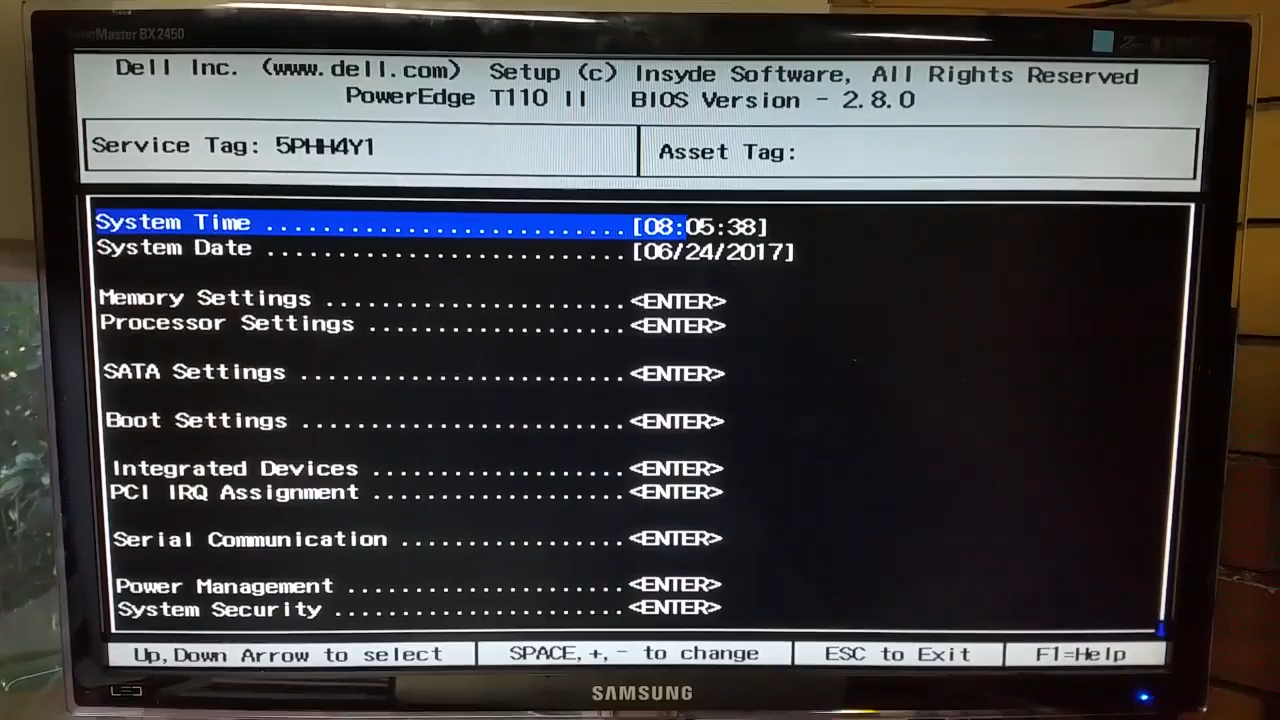 SyncMaster BX2450
Dell Inc. (www.dell.com) Setup (c) Insyde Software, All Rights Reserved
PowerEdge T110 II BIOS Version - 2.8.0
Service Tag: 5PHH4Y1 Asset Tag:
System Time ..........................[08:05:38]
System Date ..........................[06/24/2017]
Memory Settings ......................<ENTER>
Processor Settings ...................<ENTER>
SATA Settings ........................<ENTER>
Boot Settings ........................<ENTER>
Integrated Devices ...................<ENTER>
PCI IRQ Assignment ...................<ENTER>
Serial Communication .................<ENTER>
Power Management .....................<ENTER>
System Security ......................<ENTER>
Up,Down Arrow to select SPACE,+,- to change ESC to Exit F1=Help
SAMSUNG